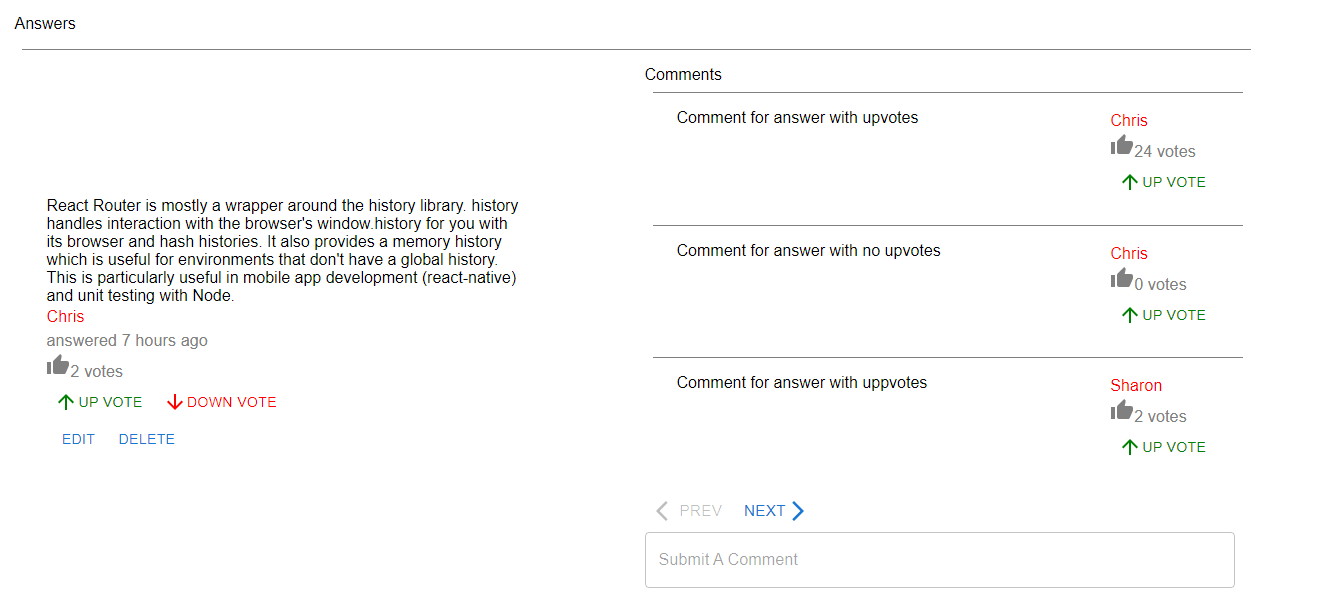 Answers
React Router is mostly a wrapper around the history library. history
handles interaction with the browser's window.history for you with
its browser and hash histories. It also provides a memory history
which is useful for environments that don't have a global history.
This is particularly useful in mobile app development (react-native)
and unit testing with Node.
Chris
answered 7 hours ago
2 votes
UP VOTE DOWN VOTE
EDIT DELETE
Comments
Comment for answer with upvotes
Chris
24 votes
UP VOTE
Comment for answer with no upvotes
Chris
0 votes
UP VOTE
Comment for answer with uppvotes
Sharon
2 votes
UP VOTE
PREV NEXT
Submit A Comment